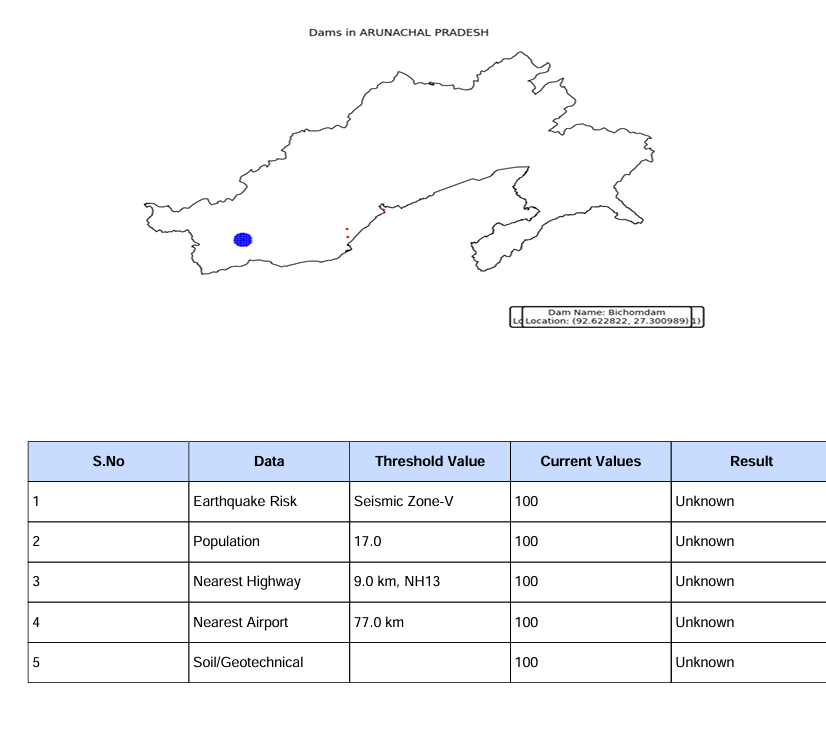 Dams in ARUNACHAL PRADESH
Dam Name: Bichomdam
Location: (92.622822, 27.300989)
S.No Data Threshold Value Current Values Result
1 Earthquake Risk Seismic Zone-V 100 Unknown
2 Population 17.0 100 Unknown
3 Nearest Highway 9.0 km, NH13 100 Unknown
4 Nearest Airport 77.0 km 100 Unknown
5 Soil/Geotechnical 100 Unknown